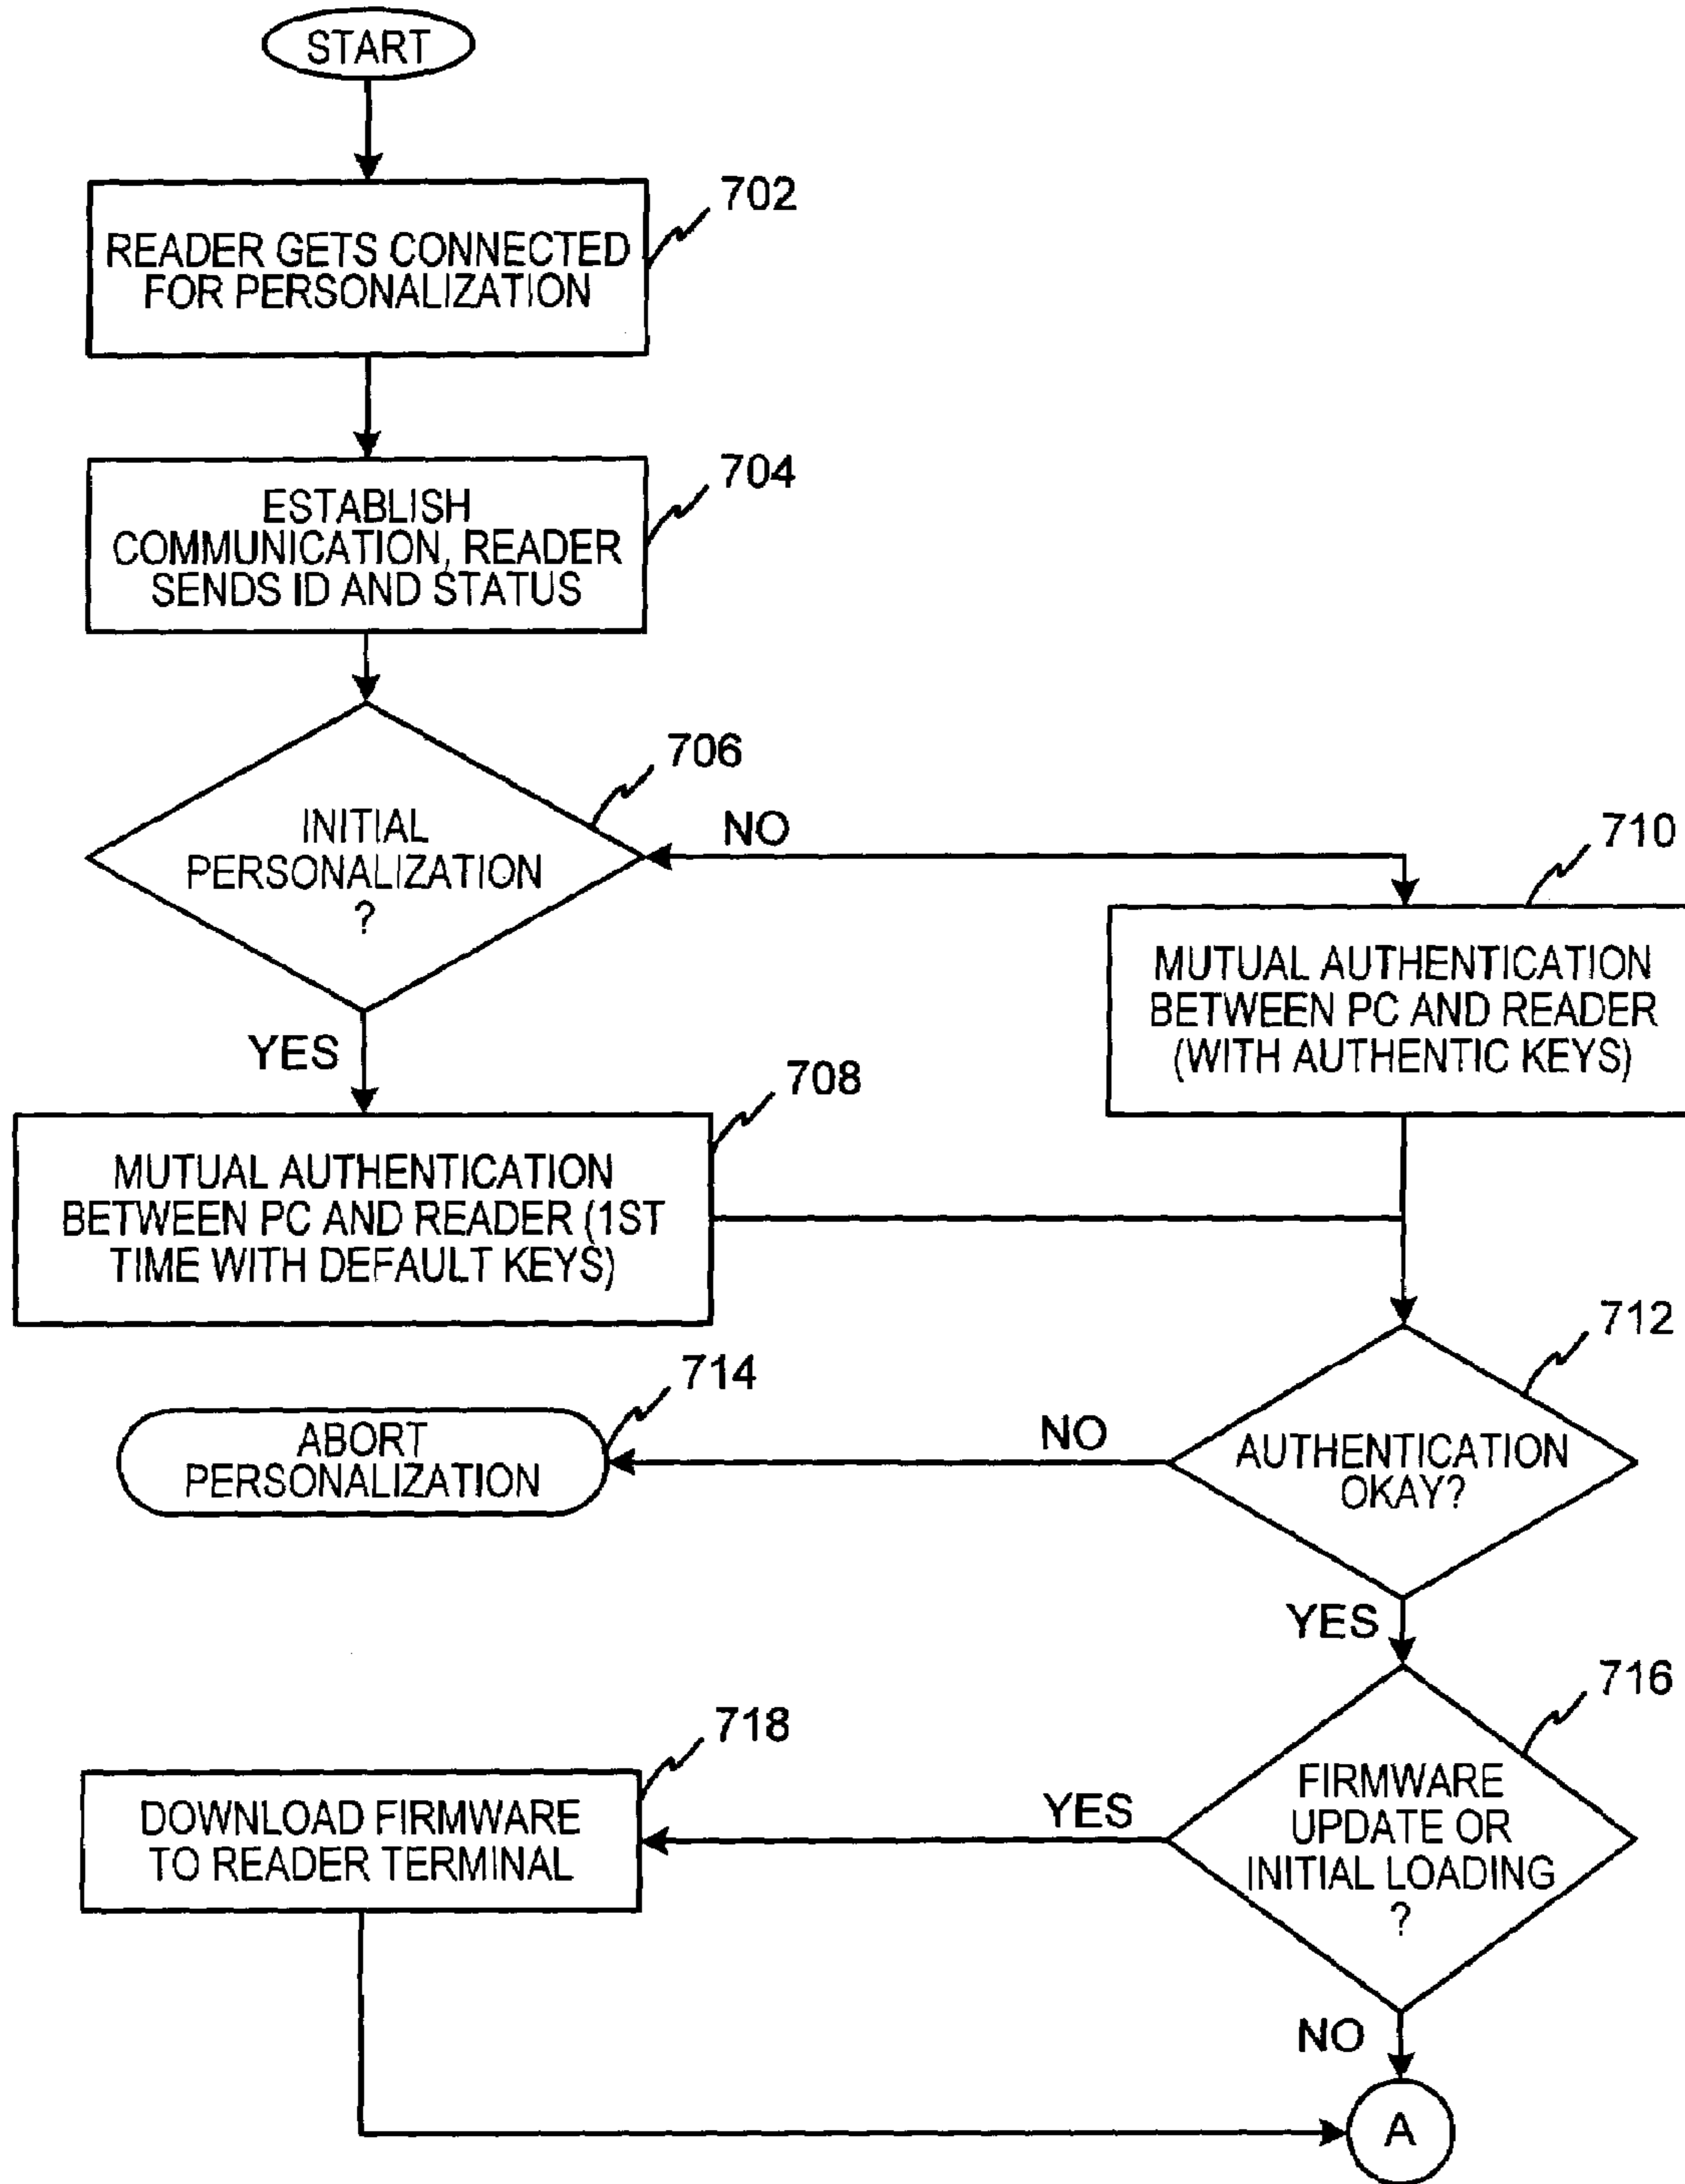 START
702
READER GETS CONNECTED
FOR PERSONALIZATION
704
ESTABLISH
COMMUNICATION, READER
SENDS ID AND STATUS
706
INITIAL
PERSONALIZATION
?
NO
710
MUTUAL AUTHENTICATION
BETWEEN PC AND READER
(WITH AUTHENTIC KEYS)
YES
708
MUTUAL AUTHENTICATION
BETWEEN PC AND READER (1ST
TIME WITH DEFAULT KEYS)
712
AUTHENTICATION
OKAY?
NO
714
ABORT
PERSONALIZATION
YES
716
FIRMWARE
UPDATE OR
INITIAL LOADING
?
YES
718
DOWNLOAD FIRMWARE
TO READER TERMINAL
NO
A